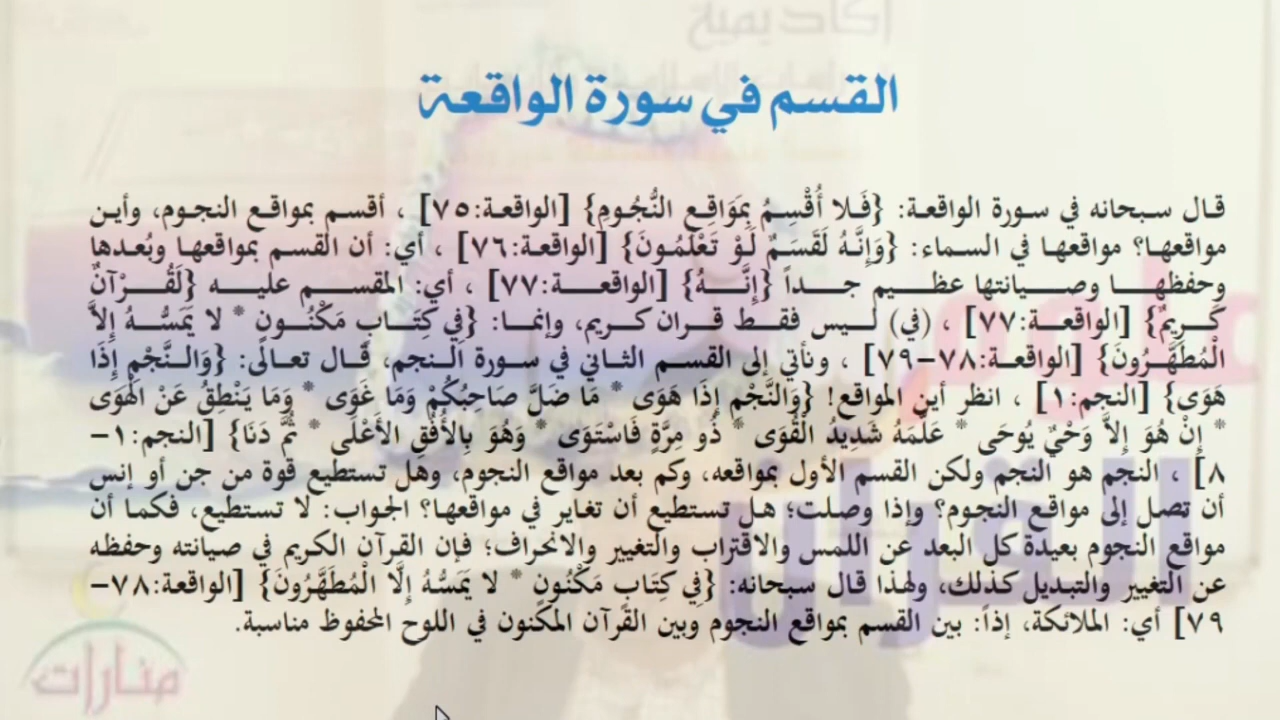 أكاديمية
القسم في سورة الواقعة
قال سبحانه في سورة الواقعة: {فَلا أُقْسِمُ بِمَوَاقِعِ النُّجُومِ} [الواقعة:٧٥] ، أقسم بمواقع النجوم، وأين
مواقعها؟ مواقعها في السماء: {وَإِنَّهُ لَقَسَمٌ لَوْ تَعْلَمُونَ} [الواقعة:٧٦] ، أي: أن القسم بمواقعها وبُعدها
وحفظها وصيانتها عظيم جداً {إِنَّهُ} [الواقعة:٧٧] ، أي: المقسم عليه {لَقُرْآنٌ
كَرِيمٌ} [الواقعة:٧٧] ، (في) ليس فقط قران كريم، وإنما: {فِي كِتَابٍ مَكْنُونٍ * لا يَمَسُّهُ إِلاَّ
الْمُطَهَّرُونَ} [الواقعة:٧٨-٧٩] ، ونأتي إلى القسم الثاني في سورة النجم، قال تعالى: {وَالنَّجْمِ إِذَا
هَوَى} [النجم:١] ، انظر أين المواقع! {وَالنَّجْمِ إِذَا هَوَى * مَا ضَلَّ صَاحِبُكُمْ وَمَا غَوَى * وَمَا يَنْطِقُ عَنْ الْهَوَى
* إِنْ هُوَ إِلاَّ وَحْيٌ يُوحَى * عَلَّمَهُ شَدِيدُ الْقُوَى * ذُو مِرَّةٍ فَاسْتَوَى * وَهُوَ بِالأُفُقِ الأَعْلَى * ثُمَّ دَنَا} [النجم:١-
٨] ، النجم هو النجم ولكن القسم الأول بمواقعه، وكم بعد مواقع النجوم، وهل تستطيع قوة من جن أو إنس
أن تصل إلى مواقع النجوم؟ وإذا وصلت؛ هل تستطيع أن تغاير في مواقعها؟ الجواب: لا تستطيع، فكما أن
مواقع النجوم بعيدة كل البعد عن اللمس والاقتراب والتغيير والانحراف؛ فإن القرآن الكريم في صيانته وحفظه
عن التغيير والتبديل كذلك، ولهذا قال سبحانه: {فِي كِتَابٍ مَكْنُونٍ * لا يَمَسُّهُ إِلَّا الْمُطَهَّرُونَ} [الواقعة:٧٨-
٧٩] أي: الملائكة، إذاً: بين القسم بمواقع النجوم وبين القرآن المكنون في اللوح المحفوظ مناسبة.
علوم
القرآن
منارات